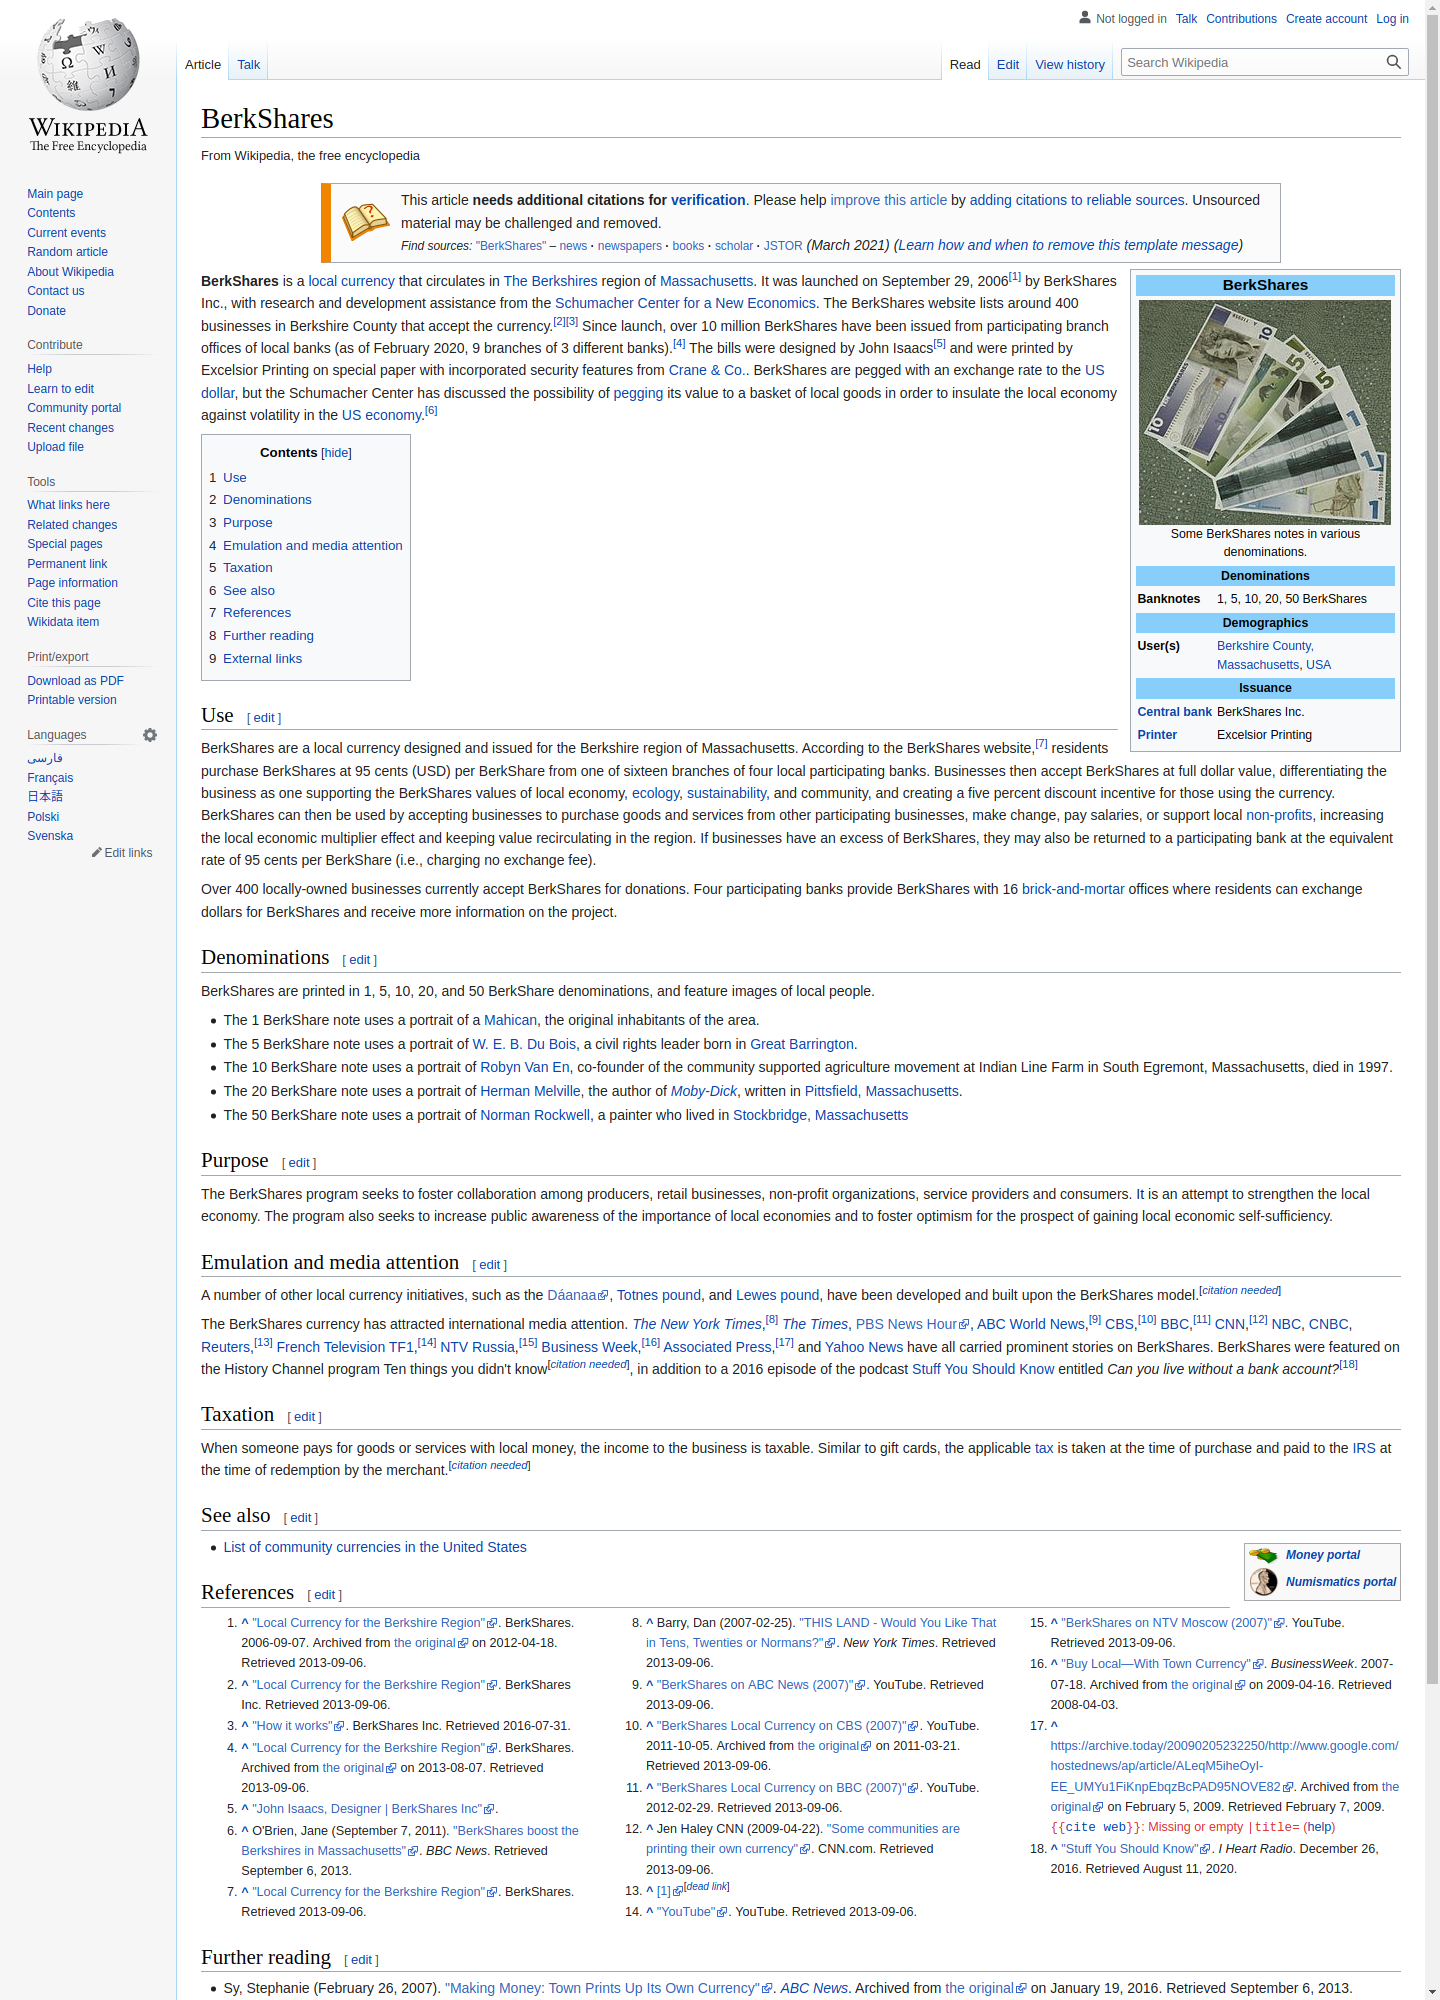 Not logged in Talk Contributions Create account Log in
Article Talk
Read Edit View history
Search Wikipedia
WIKIPEDIA
The Free Encyclopedia
Main page
Contents
Current events
Random article
About Wikipedia
Contact us
Donate
Contribute
Help
Learn to edit
Community portal
Recent changes
Upload file
Tools
What links here
Related changes
Special pages
Permanent link
Page information
Cite this page
Wikidata item
Print/export
Download as PDF
Printable version
Languages
فارسی
Français
日本語
Polski
Svenska
Edit links
BerkShares
From Wikipedia, the free encyclopedia
This article needs additional citations for verification. Please help improve this article by adding citations to reliable sources. Unsourced
material may be challenged and removed.
Find sources: "BerkShares" – news · newspapers · books · scholar · JSTOR (March 2021) (Learn how and when to remove this template message)
BerkShares is a local currency that circulates in The Berkshires region of Massachusetts. It was launched on September 29, 2006[1] by BerkShares
Inc., with research and development assistance from the Schumacher Center for a New Economics. The BerkShares website lists around 400
businesses in Berkshire County that accept the currency.[2][3] Since launch, over 10 million BerkShares have been issued from participating branch
offices of local banks (as of February 2020, 9 branches of 3 different banks).[4] The bills were designed by John Isaacs[5] and were printed by
Excelsior Printing on special paper with incorporated security features from Crane & Co.. BerkShares are pegged with an exchange rate to the US
dollar, but the Schumacher Center has discussed the possibility of pegging its value to a basket of local goods in order to insulate the local economy
against volatility in the US economy.[6]
BerkShares
Some BerkShares notes in various
denominations.
Denominations
Banknotes 1, 5, 10, 20, 50 BerkShares
Demographics
User(s) Berkshire County,
Massachusetts, USA
Issuance
Central bank BerkShares Inc.
Printer Excelsior Printing
Contents [hide]
1 Use
2 Denominations
3 Purpose
4 Emulation and media attention
5 Taxation
6 See also
7 References
8 Further reading
9 External links
Use [ edit ]
BerkShares are a local currency designed and issued for the Berkshire region of Massachusetts. According to the BerkShares website,[7] residents
purchase BerkShares at 95 cents (USD) per BerkShare from one of sixteen branches of four local participating banks. Businesses then accept BerkShares at full dollar value, differentiating the
business as one supporting the BerkShares values of local economy, ecology, sustainability, and community, and creating a five percent discount incentive for those using the currency.
BerkShares can then be used by accepting businesses to purchase goods and services from other participating businesses, make change, pay salaries, or support local non-profits, increasing
the local economic multiplier effect and keeping value recirculating in the region. If businesses have an excess of BerkShares, they may also be returned to a participating bank at the equivalent
rate of 95 cents per BerkShare (i.e., charging no exchange fee).
Over 400 locally-owned businesses currently accept BerkShares for donations. Four participating banks provide BerkShares with 16 brick-and-mortar offices where residents can exchange
dollars for BerkShares and receive more information on the project.
Denominations [ edit ]
BerkShares are printed in 1, 5, 10, 20, and 50 BerkShare denominations, and feature images of local people.
• The 1 BerkShare note uses a portrait of a Mahican, the original inhabitants of the area.
• The 5 BerkShare note uses a portrait of W. E. B. Du Bois, a civil rights leader born in Great Barrington.
• The 10 BerkShare note uses a portrait of Robyn Van En, co-founder of the community supported agriculture movement at Indian Line Farm in South Egremont, Massachusetts, died in 1997.
• The 20 BerkShare note uses a portrait of Herman Melville, the author of Moby-Dick, written in Pittsfield, Massachusetts.
• The 50 BerkShare note uses a portrait of Norman Rockwell, a painter who lived in Stockbridge, Massachusetts
Purpose [ edit ]
The BerkShares program seeks to foster collaboration among producers, retail businesses, non-profit organizations, service providers and consumers. It is an attempt to strengthen the local
economy. The program also seeks to increase public awareness of the importance of local economies and to foster optimism for the prospect of gaining local economic self-sufficiency.
Emulation and media attention [ edit ]
A number of other local currency initiatives, such as the Dáanaa, Totnes pound, and Lewes pound, have been developed and built upon the BerkShares model.[citation needed]
The BerkShares currency has attracted international media attention. The New York Times,[8] The Times, PBS News Hour, ABC World News,[9] CBS,[10] BBC,[11] CNN,[12] NBC, CNBC,
Reuters,[13] French Television TF1,[14] NTV Russia,[15] Business Week,[16] Associated Press,[17] and Yahoo News have all carried prominent stories on BerkShares. BerkShares were featured on
the History Channel program Ten things you didn't know[citation needed], in addition to a 2016 episode of the podcast Stuff You Should Know entitled Can you live without a bank account?[18]
Taxation [ edit ]
When someone pays for goods or services with local money, the income to the business is taxable. Similar to gift cards, the applicable tax is taken at the time of purchase and paid to the IRS at
the time of redemption by the merchant.[citation needed]
See also [ edit ]
• List of community currencies in the United States
Money portal
Numismatics portal
References [ edit ]
1. ^ "Local Currency for the Berkshire Region". BerkShares.
2006-09-07. Archived from the original on 2012-04-18.
Retrieved 2013-09-06.
2. ^ "Local Currency for the Berkshire Region". BerkShares
Inc. Retrieved 2013-09-06.
3. ^ "How it works". BerkShares Inc. Retrieved 2016-07-31.
4. ^ "Local Currency for the Berkshire Region". BerkShares.
Archived from the original on 2013-08-07. Retrieved
2013-09-06.
5. ^ "John Isaacs, Designer | BerkShares Inc".
6. ^ O'Brien, Jane (September 7, 2011). "BerkShares boost the
Berkshires in Massachusetts". BBC News. Retrieved
September 6, 2013.
7. ^ "Local Currency for the Berkshire Region". BerkShares.
Retrieved 2013-09-06.
8. ^ Barry, Dan (2007-02-25). "THIS LAND - Would You Like That
in Tens, Twenties or Normans?". New York Times. Retrieved
2013-09-06.
9. ^ "BerkShares on ABC News (2007)". YouTube. Retrieved
2013-09-06.
10. ^ "BerkShares Local Currency on CBS (2007)". YouTube.
2011-10-05. Archived from the original on 2011-03-21.
Retrieved 2013-09-06.
11. ^ "BerkShares Local Currency on BBC (2007)". YouTube.
2012-02-29. Retrieved 2013-09-06.
12. ^ Jen Haley CNN (2009-04-22). "Some communities are
printing their own currency". CNN.com. Retrieved
2013-09-06.
13. ^ [1][dead link]
14. ^ "YouTube". YouTube. Retrieved 2013-09-06.
15. ^ "BerkShares on NTV Moscow (2007)". YouTube.
Retrieved 2013-09-06.
16. ^ "Buy Local—With Town Currency". BusinessWeek. 2007-
07-18. Archived from the original on 2009-04-16. Retrieved
2008-04-03.
17. ^
https://archive.today/20090205232250/http://www.google.com/
hostednews/ap/article/ALeqM5iheOyI-
EE_UMYu1FiKnpEbqzBcPAD95NOVE82. Archived from the
original on February 5, 2009. Retrieved February 7, 2009.
{{cite web}}: Missing or empty |title= (help)
18. ^ "Stuff You Should Know". I Heart Radio. December 26,
2016. Retrieved August 11, 2020.
Further reading [ edit ]
• Sy, Stephanie (February 26, 2007). "Making Money: Town Prints Up Its Own Currency". ABC News. Archived from the original on January 19, 2016. Retrieved September 6, 2013.